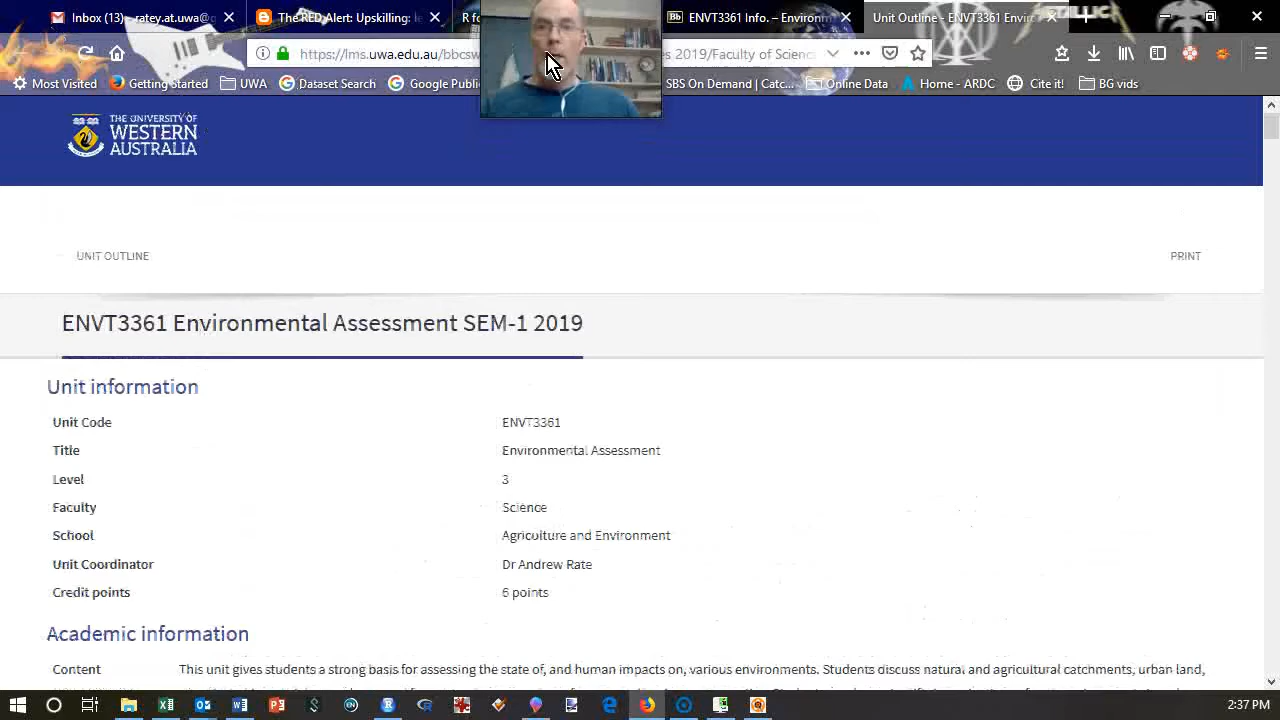 Inbox (13) - ratey.at.uwa@g
The RED Alert: Upskilling: le
R fo
ENVT3361 Info. – Environm
Unit Outline - ENVT3361 Envir
https://lms.uwa.edu.au/bbcsw
es 2019/Faculty of Scienc
Most Visited
Getting Started
UWA
Dataset Search
Google Publi
SBS On Demand | Catc...
Online Data
Home - ARDC
Cite it!
BG vids
THE UNIVERSITY OF
WESTERN
AUSTRALIA
UNIT OUTLINE
PRINT
ENVT3361 Environmental Assessment SEM-1 2019
Unit information
Unit Code ENVT3361
Title Environmental Assessment
Level 3
Faculty Science
School Agriculture and Environment
Unit Coordinator Dr Andrew Rate
Credit points 6 points
Academic information
Content This unit gives students a strong basis for assessing the state of, and human impacts on, various environments. Students discuss natural and agricultural catchments, urban land,
2:37 PM